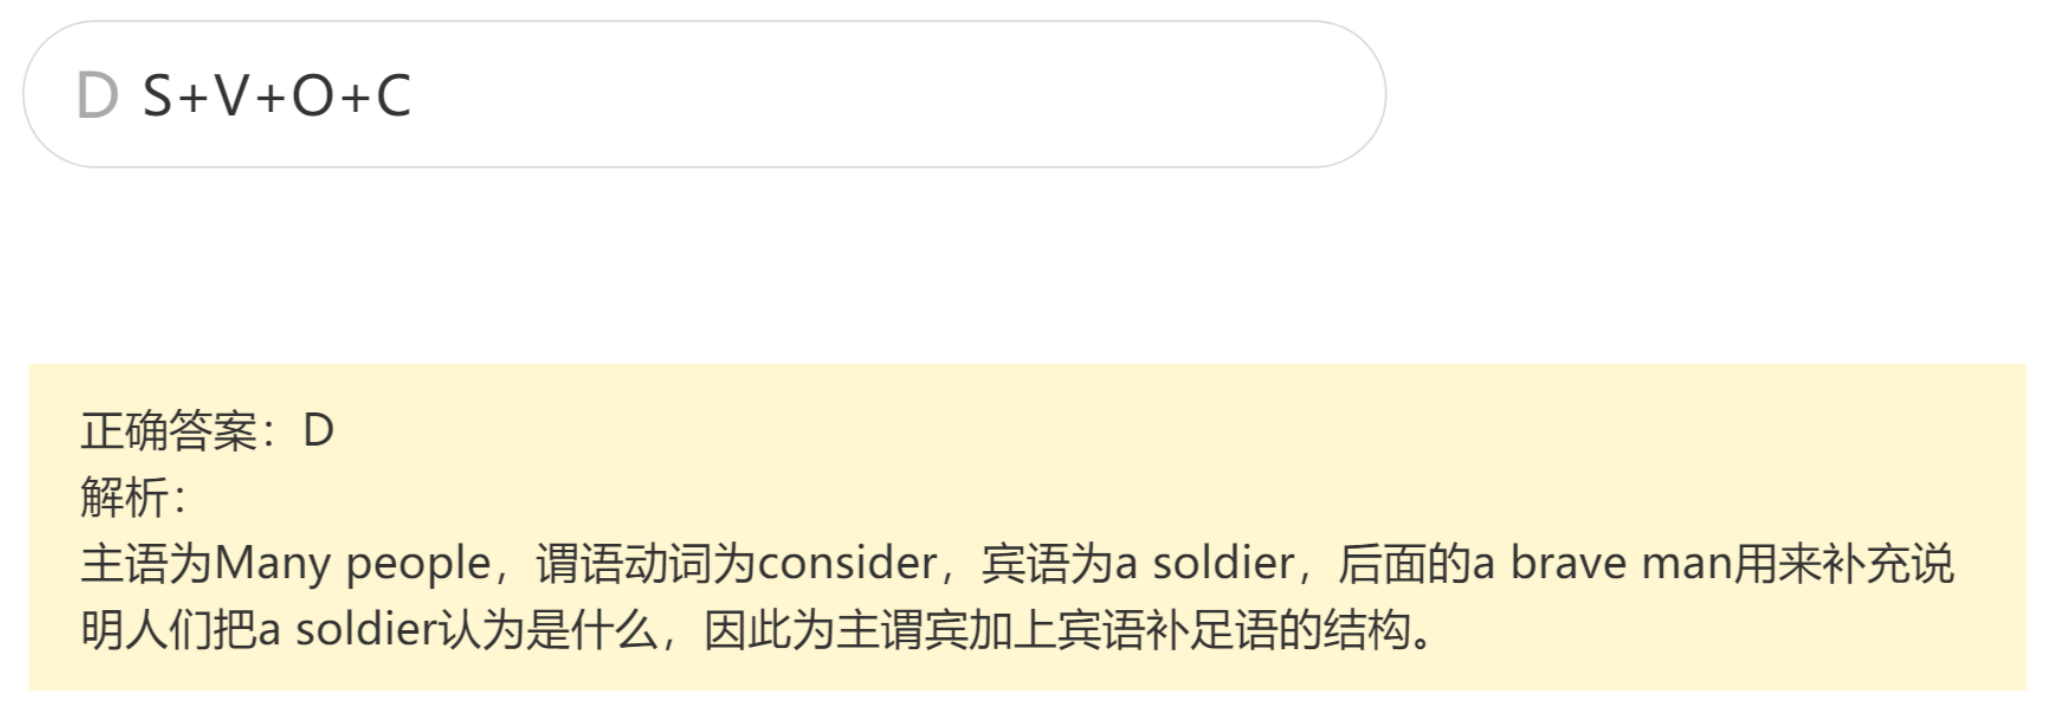 D S+V+O+C
正确答案：D
解析：
主语为Many people，谓语动词为consider，宾语为a soldier，后面的a brave man用来补充说
明人们把a soldier认为是什么，因此为主谓宾加上宾语补足语的结构。